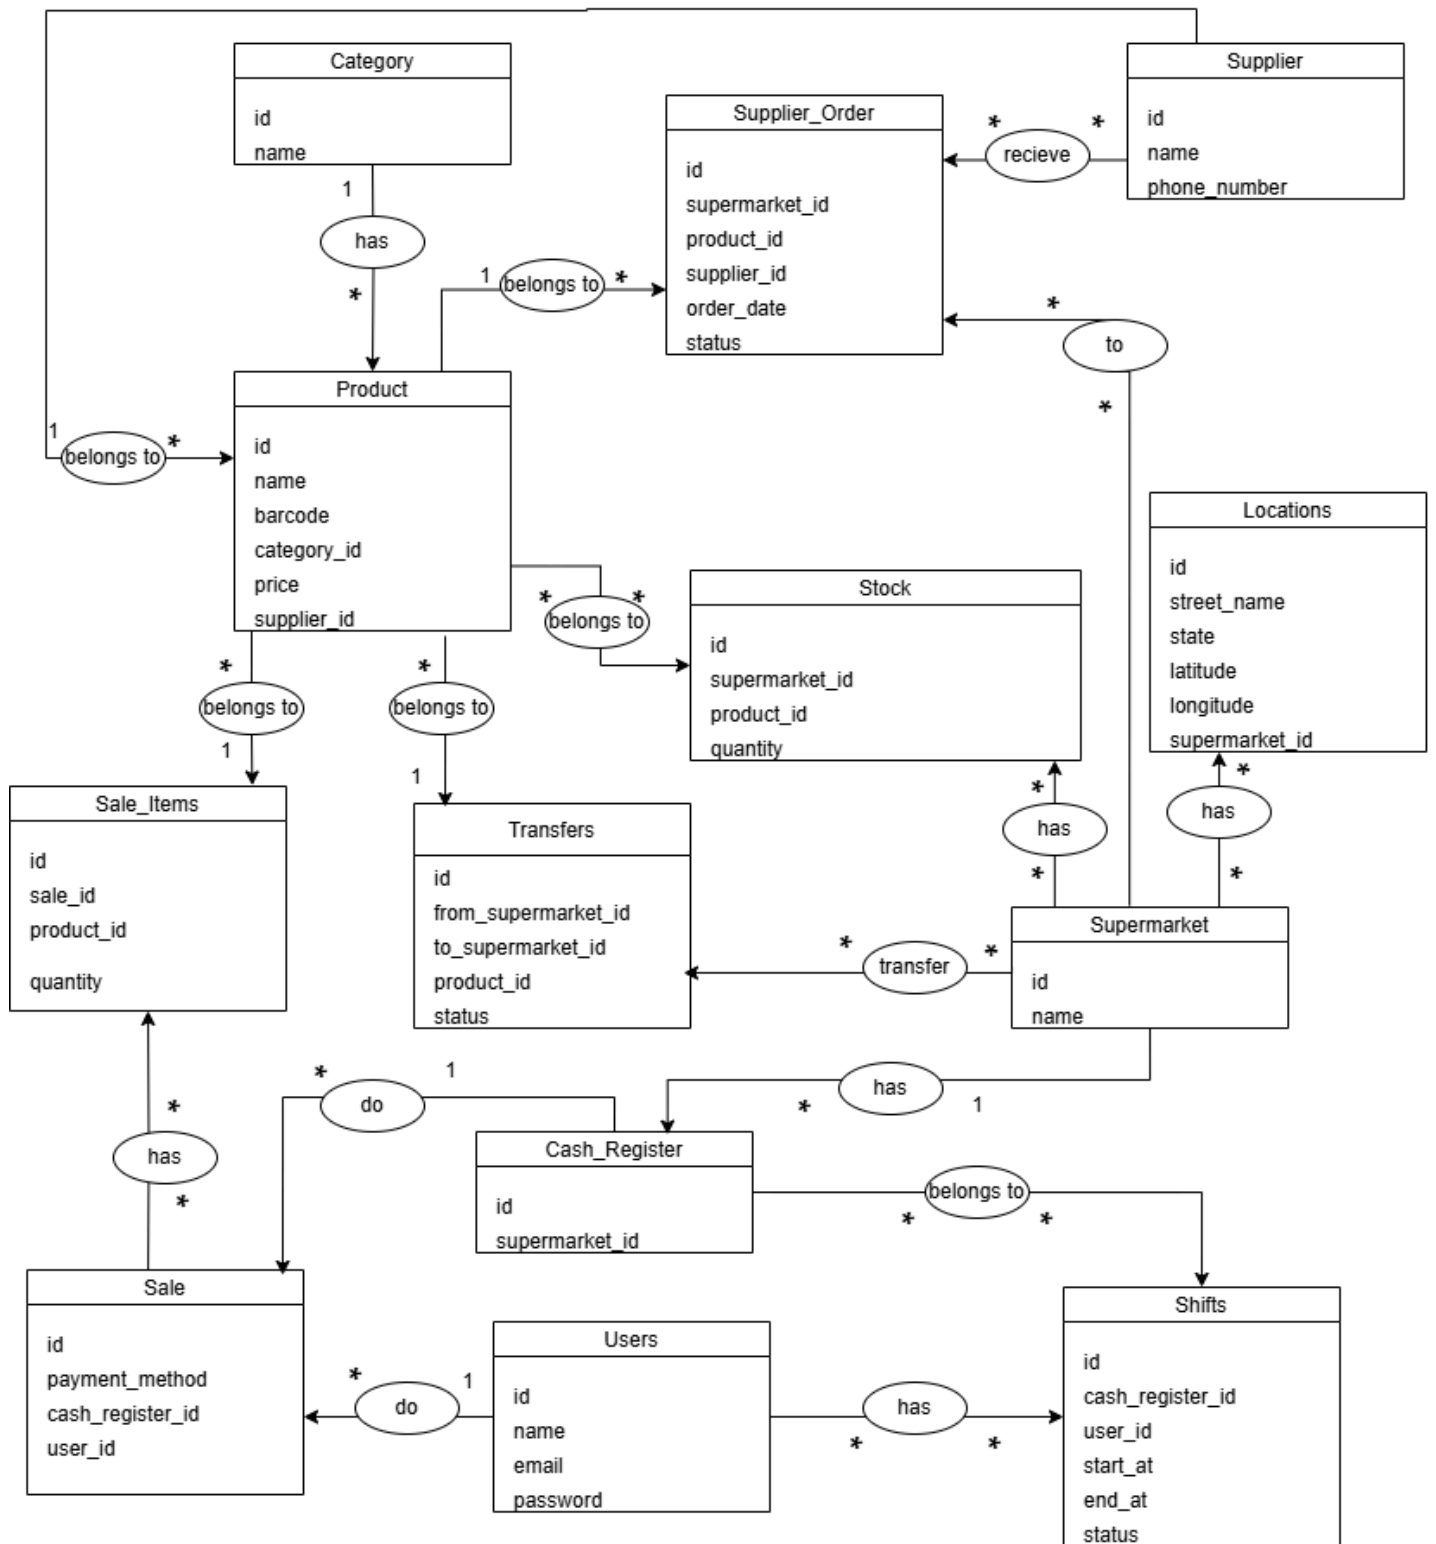 Category
id
name
1
has
*
Supplier
id
name
phone_number
Supplier_Order
id
supermarket_id
product_id
supplier_id
order_date
status
* recieve *
1 belongs to *
*
to
*
1 belongs to *
Product
id
name
barcode
category_id
price
supplier_id
* *
belongs to
Stock
id
supermarket_id
product_id
quantity
Locations
id
street_name
state
latitude
longitude
supermarket_id
*
belongs to
1
*
belongs to
1
*
has
*
*
has
*
Sale_Items
id
sale_id
product_id
quantity
Transfers
id
from_supermarket_id
to_supermarket_id
product_id
status
* transfer *
Supermarket
id
name
* has 1
* do 1
*
has
*
Cash_Register
id
supermarket_id
belongs to
* *
Sale
id
payment_method
cash_register_id
user_id
* do 1
Users
id
name
email
password
has
* *
Shifts
id
cash_register_id
user_id
start_at
end_at
status